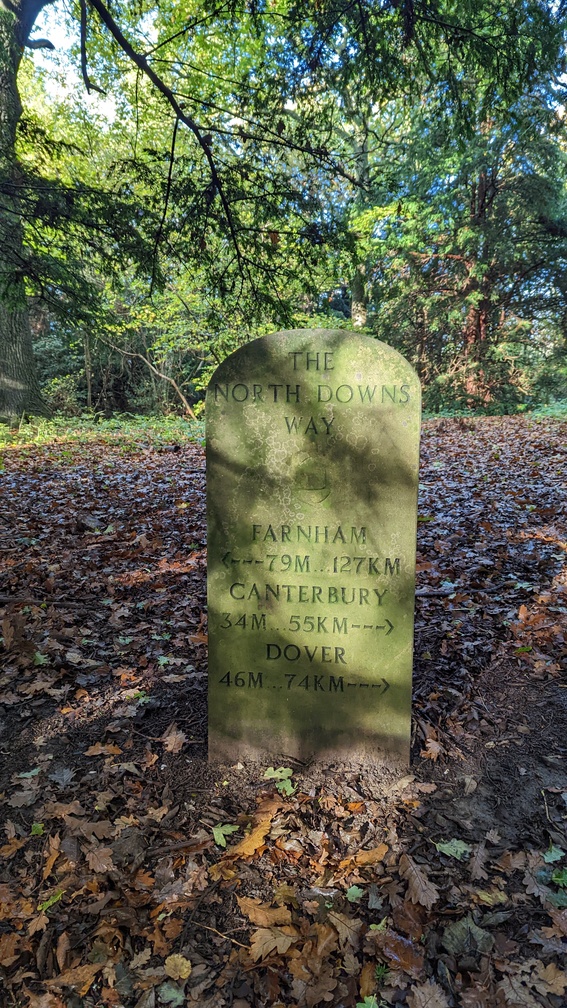 THE
NORTH DOWNS
WAY
FARNHAM
<---79M...127KM
CANTERBURY
34M...55KM--->
DOVER
46M...74KM--->